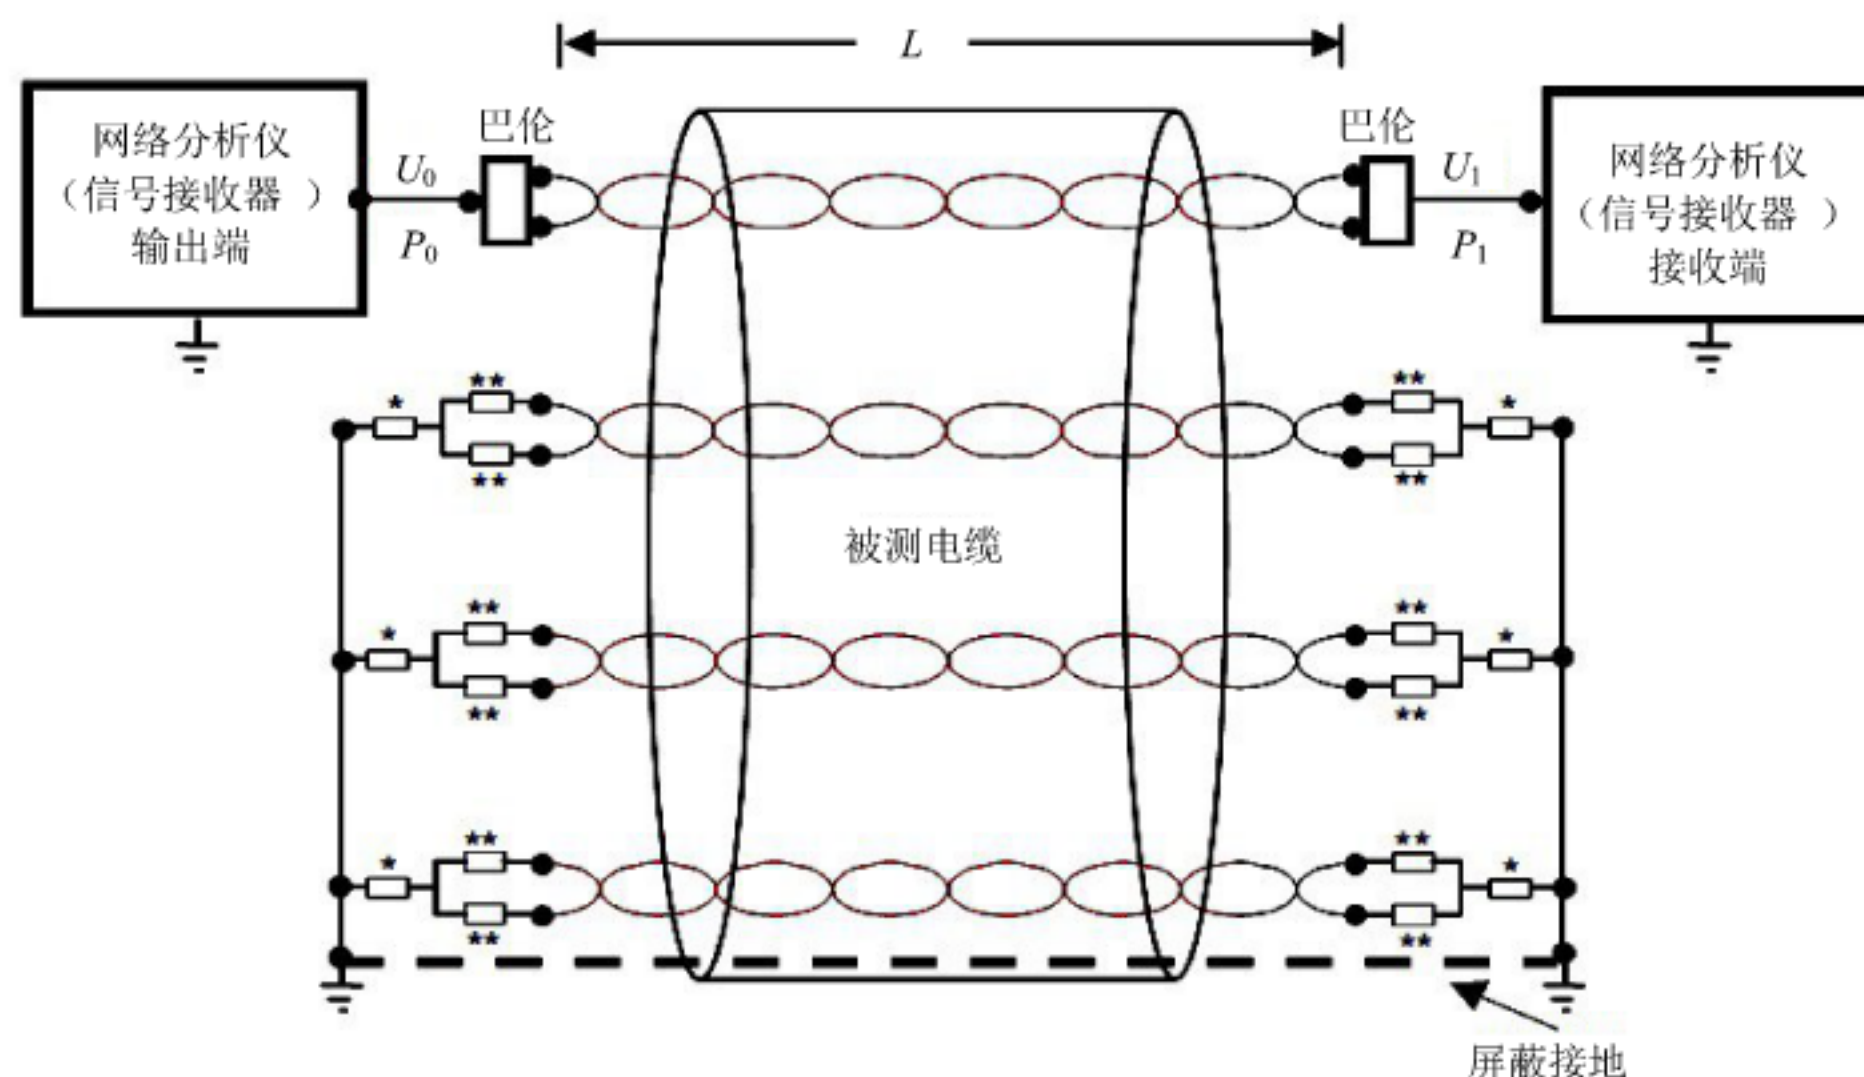 L
巴伦
巴伦
网络分析仪
（信号接收器 ）
输出端
U0
P0
U1
P1
网络分析仪
（信号接收器 ）
接收端
** **
* *
** **
被测电缆
** **
* *
** **
** **
* *
** **
屏蔽接地